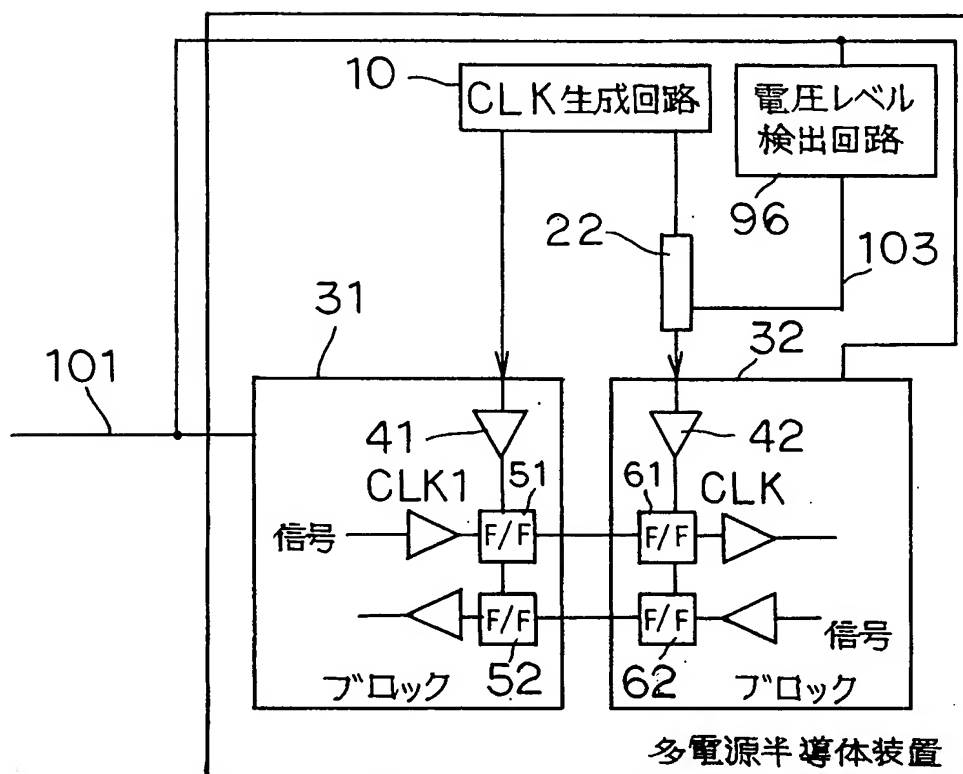 10
CLK生成回路
電圧レベル
検出回路
96
22
103
31
32
101
41
42
CLK1
51
61
CLK
信号
F/F
F/F
F/F
F/F
信号
52
62
ブロック
ブロック
多電源半導体装置